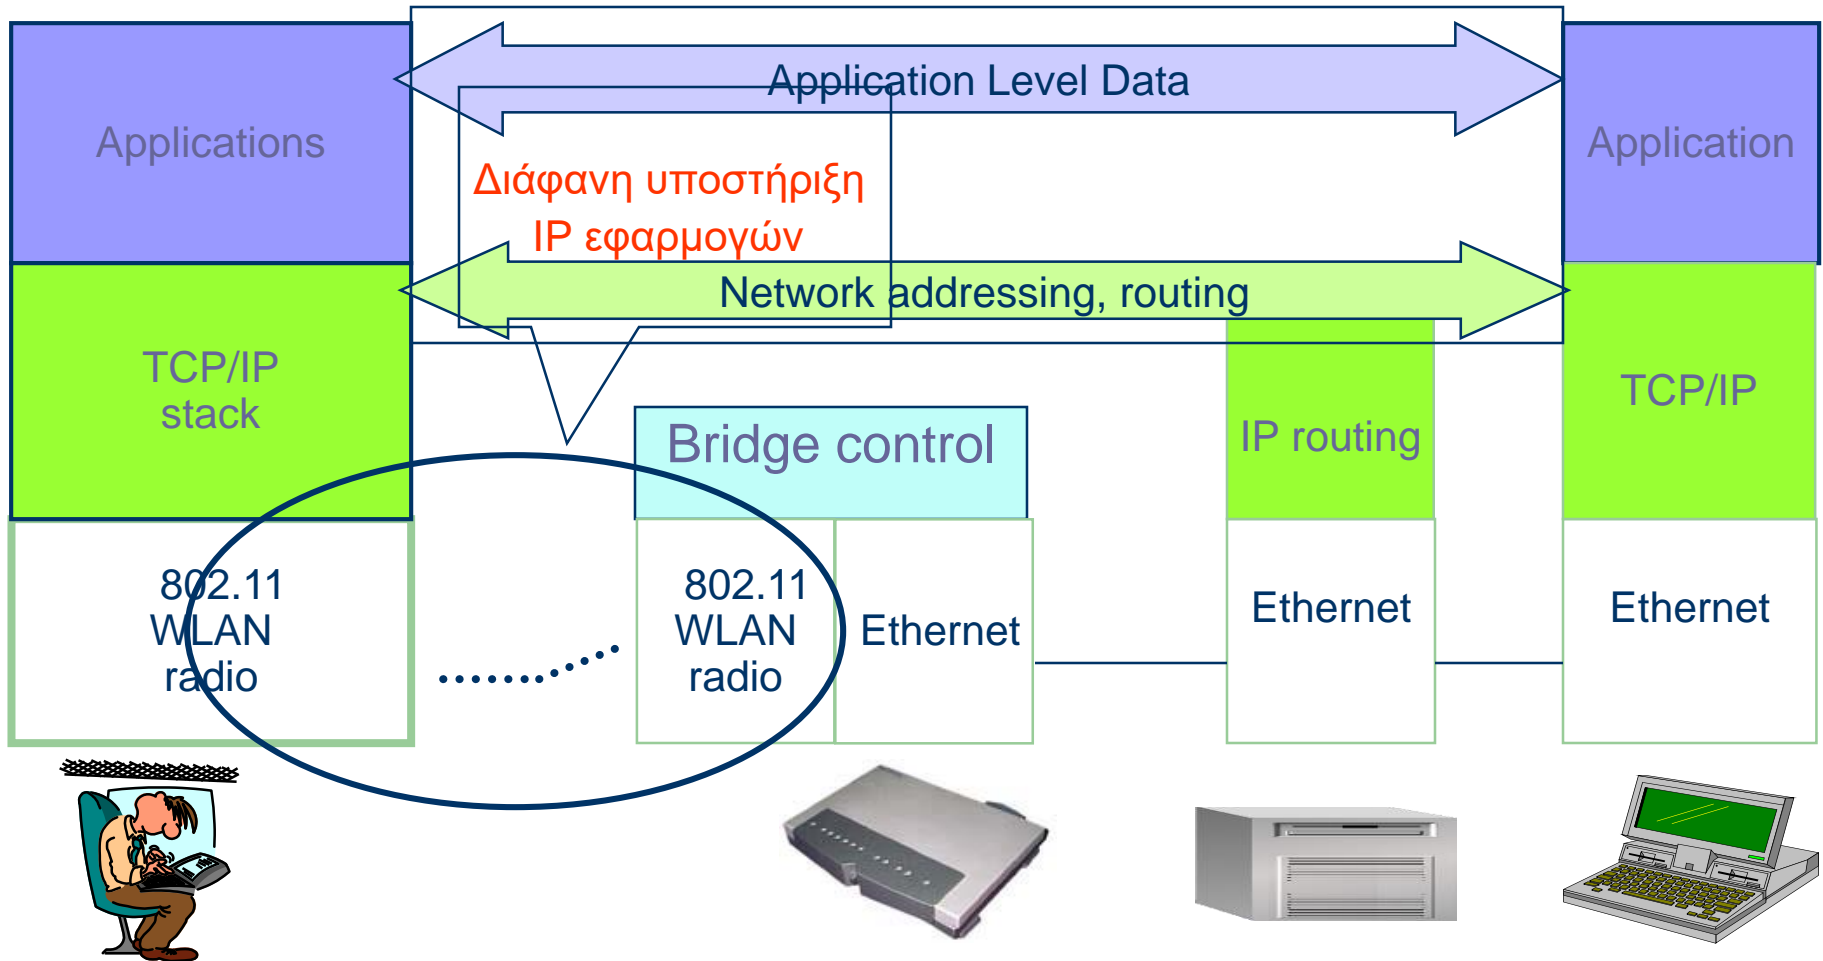 Application Level Data
Applications
Application
Διάφανη υποστήριξη
IP εφαρμογών
Network addressing, routing
TCP/IP
stack
TCP/IP
Bridge control
IP routing
802.11
WLAN
radio
802.11
WLAN
radio
Ethernet
Ethernet
Ethernet